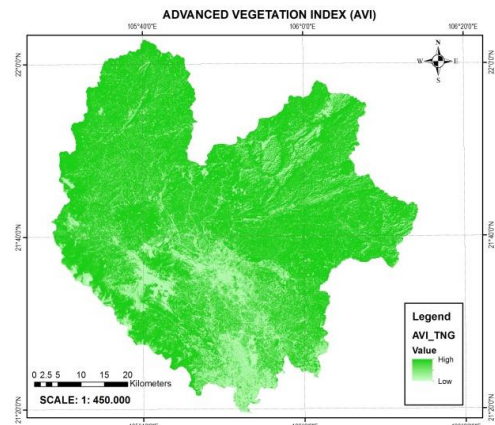 ADVANCED VEGETATION INDEX (AVI)
105°40'0"E 106°0'0"E 106°20'0"E
22°0'0"N 22°0'0"N
N
W E
S
21°40'0"N 21°40'0"N
Legend
AVI_TNG
Value
High
Low
0 2.5 5 10 15 20
Kilometers
SCALE: 1: 450.000
21°20'0"N 21°20'0"N